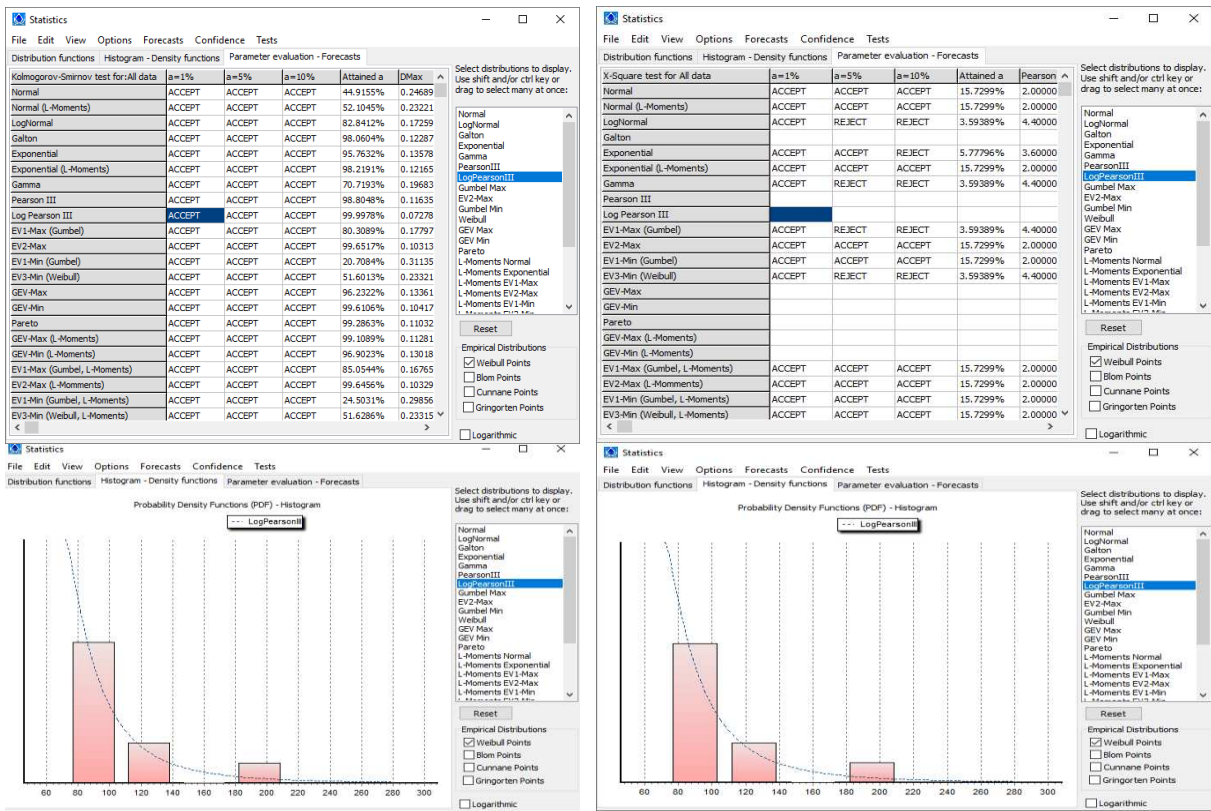 Statistics
File Edit View Options Forecasts Confidence Tests
Distribution functions Histogram - Density functions Parameter evaluation - Forecasts
Kolmogorov-Smirnov test for:All data a=1% a=5% a=10% Attained a DMax
Normal ACCEPT ACCEPT ACCEPT 44.9155% 0.24689
Normal (L-Moments) ACCEPT ACCEPT ACCEPT 52.1045% 0.23221
LogNormal ACCEPT ACCEPT ACCEPT 82.8412% 0.17259
Galton ACCEPT ACCEPT ACCEPT 98.0604% 0.12287
Exponential ACCEPT ACCEPT ACCEPT 95.7632% 0.13578
Exponential (L-Moments) ACCEPT ACCEPT ACCEPT 98.2191% 0.12165
Gamma ACCEPT ACCEPT ACCEPT 70.7193% 0.19683
Pearson III ACCEPT ACCEPT ACCEPT 98.8048% 0.11635
Log Pearson III ACCEPT ACCEPT ACCEPT 99.9978% 0.07278
EV1-Max (Gumbel) ACCEPT ACCEPT ACCEPT 80.3089% 0.17797
EV2-Max ACCEPT ACCEPT ACCEPT 99.6517% 0.10313
EV1-Min (Gumbel) ACCEPT ACCEPT ACCEPT 20.7084% 0.31135
EV3-Min (Weibull) ACCEPT ACCEPT ACCEPT 51.6013% 0.23321
GEV-Max ACCEPT ACCEPT ACCEPT 96.2322% 0.13361
GEV-Min ACCEPT ACCEPT ACCEPT 99.6106% 0.10417
Pareto ACCEPT ACCEPT ACCEPT 99.2863% 0.11032
GEV-Max (L-Moments) ACCEPT ACCEPT ACCEPT 99.1089% 0.11281
GEV-Min (L-Moments) ACCEPT ACCEPT ACCEPT 96.9023% 0.13018
EV1-Max (Gumbel, L-Moments) ACCEPT ACCEPT ACCEPT 85.0544% 0.16765
EV2-Max (L-Momments) ACCEPT ACCEPT ACCEPT 99.6456% 0.10329
EV1-Min (Gumbel, L-Moments) ACCEPT ACCEPT ACCEPT 24.5031% 0.29856
EV3-Min (Weibull, L-Moments) ACCEPT ACCEPT ACCEPT 51.6286% 0.23315
Select distributions to display.
Use shift and/or ctrl key or
drag to select many at once:
Normal
LogNormal
Galton
Exponential
Gamma
PearsonIII
LogPearsonIII
Gumbel Max
EV2-Max
Gumbel Min
Weibull
GEV Max
GEV Min
Pareto
L-Moments Normal
L-Moments Exponential
L-Moments EV1-Max
L-Moments EV2-Max
L-Moments EV1-Min
Reset
Empirical Distributions
Weibull Points
Blom Points
Cunnane Points
Gringorten Points
Logarithmic
Statistics
File Edit View Options Forecasts Confidence Tests
Distribution functions Histogram - Density functions Parameter evaluation - Forecasts
X-Square test for All data a=1% a=5% a=10% Attained a Pearson
Normal ACCEPT ACCEPT ACCEPT 15.7299% 2.00000
Normal (L-Moments) ACCEPT ACCEPT ACCEPT 15.7299% 2.00000
LogNormal ACCEPT REJECT REJECT 3.59389% 4.40000
Galton
Exponential ACCEPT ACCEPT REJECT 5.77796% 3.60000
Exponential (L-Moments) ACCEPT ACCEPT ACCEPT 15.7299% 2.00000
Gamma ACCEPT REJECT REJECT 3.59389% 4.40000
Pearson III
Log Pearson III
EV1-Max (Gumbel) ACCEPT REJECT REJECT 3.59389% 4.40000
EV2-Max ACCEPT ACCEPT ACCEPT 15.7299% 2.00000
EV1-Min (Gumbel) ACCEPT ACCEPT ACCEPT 15.7299% 2.00000
EV3-Min (Weibull) ACCEPT REJECT REJECT 3.59389% 4.40000
GEV-Max
GEV-Min
Pareto
GEV-Max (L-Moments)
GEV-Min (L-Moments)
EV1-Max (Gumbel, L-Moments) ACCEPT ACCEPT ACCEPT 15.7299% 2.00000
EV2-Max (L-Momments) ACCEPT ACCEPT ACCEPT 15.7299% 2.00000
EV1-Min (Gumbel, L-Moments) ACCEPT ACCEPT ACCEPT 15.7299% 2.00000
EV3-Min (Weibull, L-Moments) ACCEPT ACCEPT ACCEPT 15.7299% 2.00000
Select distributions to display.
Use shift and/or ctrl key or
drag to select many at once:
Normal
LogNormal
Galton
Exponential
Gamma
PearsonIII
LogPearsonIII
Gumbel Max
EV2-Max
Gumbel Min
Weibull
GEV Max
GEV Min
Pareto
L-Moments Normal
L-Moments Exponential
L-Moments EV1-Max
L-Moments EV2-Max
L-Moments EV1-Min
Reset
Empirical Distributions
Weibull Points
Blom Points
Cunnane Points
Gringorten Points
Logarithmic
Statistics
File Edit View Options Forecasts Confidence Tests
Distribution functions Histogram - Density functions Parameter evaluation - Forecasts
Probability Density Functions (PDF) - Histogram
LogPearsonIII
60 80 100 120 140 160 180 200 220 240 260 280 300
Select distributions to display.
Use shift and/or ctrl key or
drag to select many at once:
Normal
LogNormal
Galton
Exponential
Gamma
PearsonIII
LogPearsonIII
Gumbel Max
EV2-Max
Gumbel Min
Weibull
GEV Max
GEV Min
Pareto
L-Moments Normal
L-Moments Exponential
L-Moments EV1-Max
L-Moments EV2-Max
L-Moments EV1-Min
Reset
Empirical Distributions
Weibull Points
Blom Points
Cunnane Points
Gringorten Points
Logarithmic
Statistics
File Edit View Options Forecasts Confidence Tests
Distribution functions Histogram - Density functions Parameter evaluation - Forecasts
Probability Density Functions (PDF) - Histogram
LogPearsonIII
60 80 100 120 140 160 180 200 220 240 260 280 300
Select distributions to display.
Use shift and/or ctrl key or
drag to select many at once:
Normal
LogNormal
Galton
Exponential
Gamma
PearsonIII
LogPearsonIII
Gumbel Max
EV2-Max
Gumbel Min
Weibull
GEV Max
GEV Min
Pareto
L-Moments Normal
L-Moments Exponential
L-Moments EV1-Max
L-Moments EV2-Max
L-Moments EV1-Min
Reset
Empirical Distributions
Weibull Points
Blom Points
Cunnane Points
Gringorten Points
Logarithmic